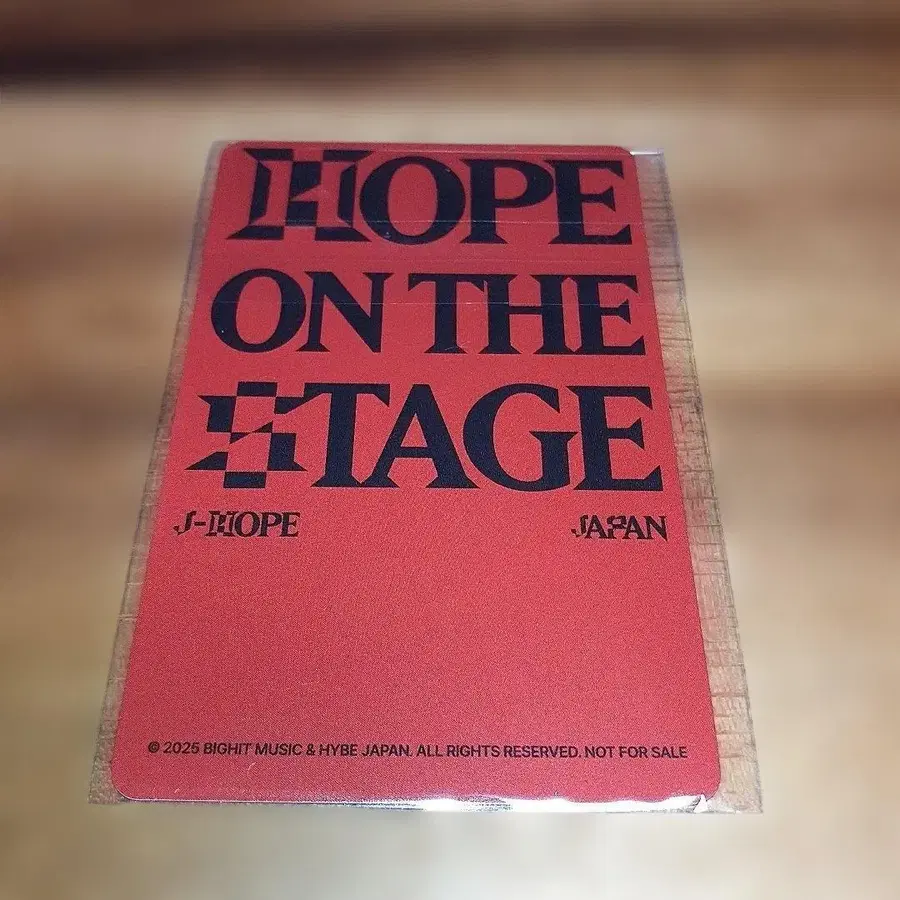 HOPE
ON THE
STAGE
J-HOPE JAPAN
© 2025 BIGHIT MUSIC & HYBE JAPAN. ALL RIGHTS RESERVED. NOT FOR SALE